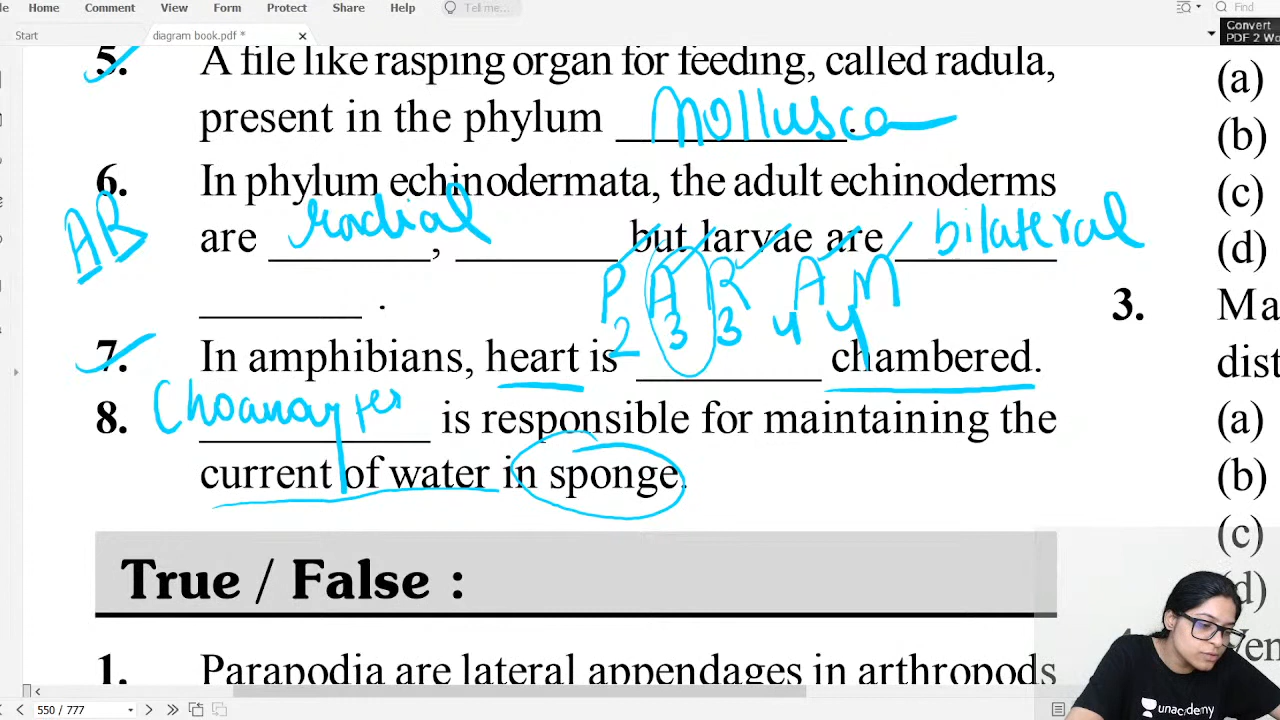 Home Comment View Form Protect Share Help Tell me... Find
Start diagram book.pdf * Convert
PDF 2 Wo
5. A file like rasping organ for feeding, called radula,
present in the phylum Mollusca.
6. In phylum echinodermata, the adult echinoderms
AB are radial, but larvae are bilateral
P A R A M
2 3 3 4 4
.
7. In amphibians, heart is chambered.
8. Choanaytes is responsible for maintaining the
current of water in sponge.
True / False :
1. Parapodia are lateral appendages in arthropods
(a)
(b)
(c)
(d)
3. Ma
dist
(a)
(b)
(c)
(d)
Ven
unacademy
550 / 777